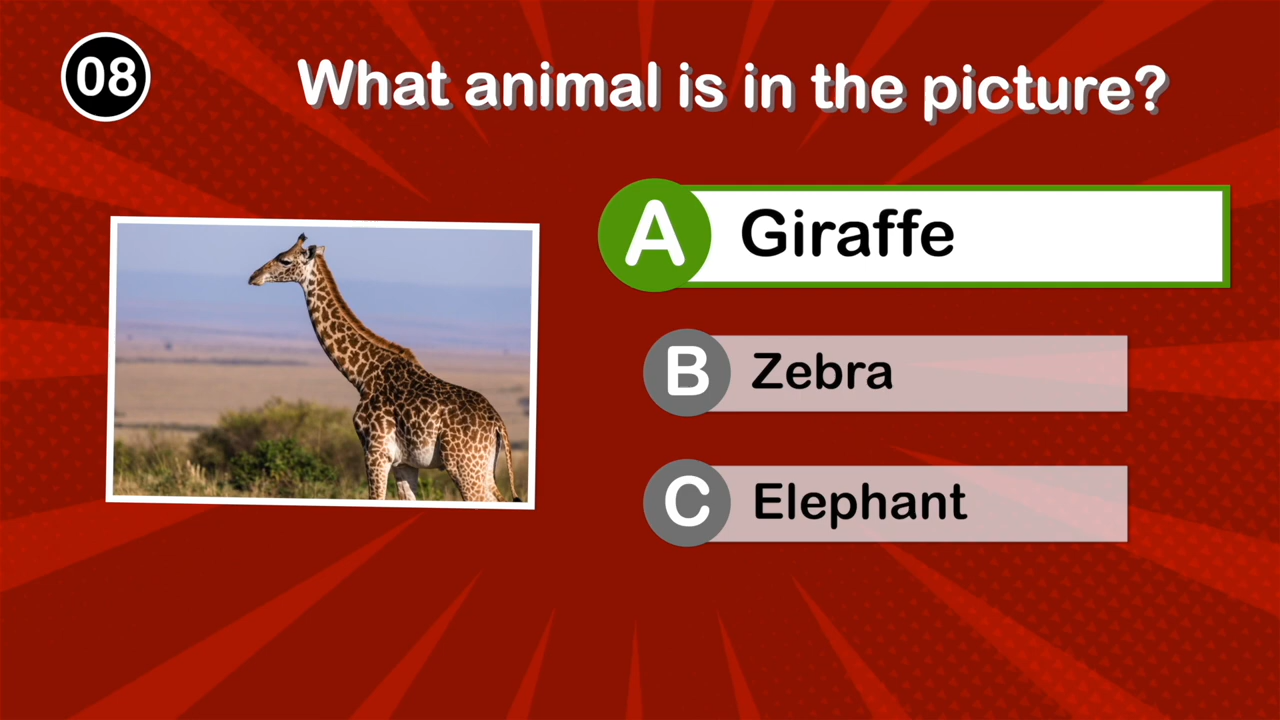 08
What animal is in the picture?
A Giraffe
B Zebra
C Elephant